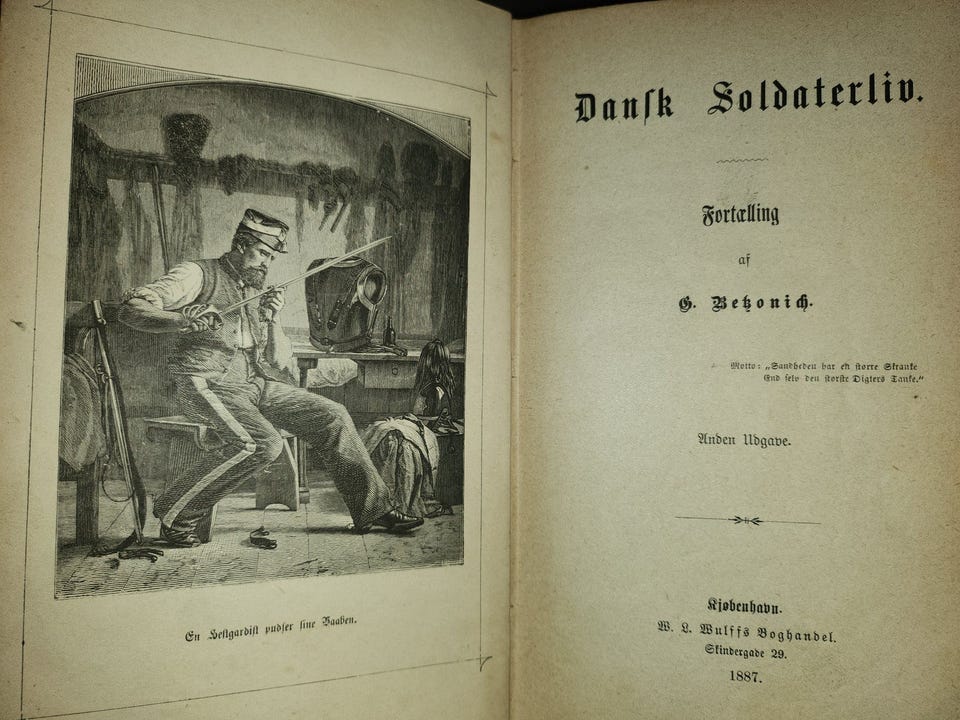 En Hestgardist pudser sine Vaaben.
Dansk Soldaterliv.
Fortælling
af
G. Betzonich.
Motto: „Sandheden har en større Skranke
End selv den største Digters Tanke.“
Anden Udgave.
Kjøbenhavn.
W. L. Wulffs Boghandel.
Skindergade 29.
1887.